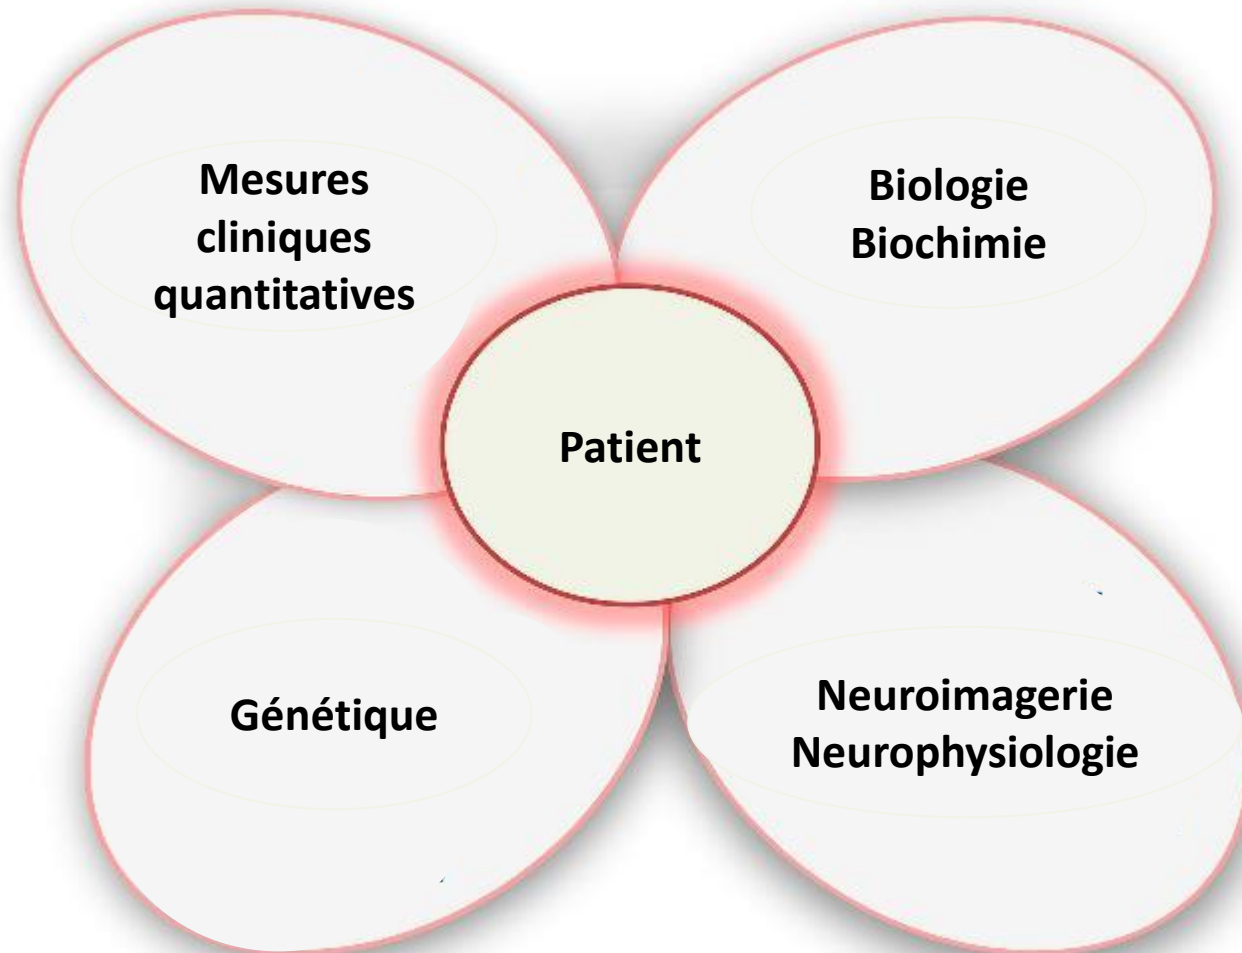 Mesures
cliniques
quantitatives
Biologie
Biochimie
Patient
Génétique
Neuroimagerie
Neurophysiologie